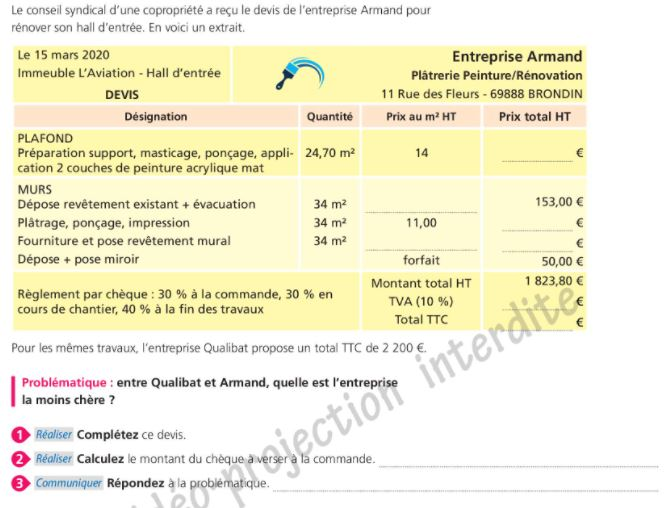 Le conseil syndical d'une copropriété a reçu le devis de l'entreprise Armand pour
rénover son hall d'entrée. En voici un extrait.
Le 15 mars 2020
Immeuble L'Aviation - Hall d'entrée
DEVIS
Entreprise Armand
Plâtrerie Peinture/Rénovation
11 Rue des Fleurs - 69888 BRONDIN
Désignation Quantité Prix au m² HT Prix total HT
PLAFOND
Préparation support, masticage, ponçage, appli- 24,70 m² 14 €
cation 2 couches de peinture acrylique mat
MURS
Dépose revêtement existant + évacuation 34 m² 153,00 €
Plâtrage, ponçage, impression 34 m² 11,00 €
Fourniture et pose revêtement mural 34 m² €
Dépose + pose miroir forfait 50,00 €
Règlement par chèque : 30 % à la commande, 30 % en
cours de chantier, 40 % à la fin des travaux
Montant total HT 1 823,80 €
TVA (10 %) €
Total TTC €
Pour les mêmes travaux, l'entreprise Qualibat propose un total TTC de 2 200 €.
Problématique : entre Qualibat et Armand, quelle est l'entreprise
la moins chère ?
1 Réaliser Complétez ce devis.
2 Réaliser Calculez le montant du chèque à verser à la commande.
3 Communiquer Répondez à la problématique.
déo-projection interdite